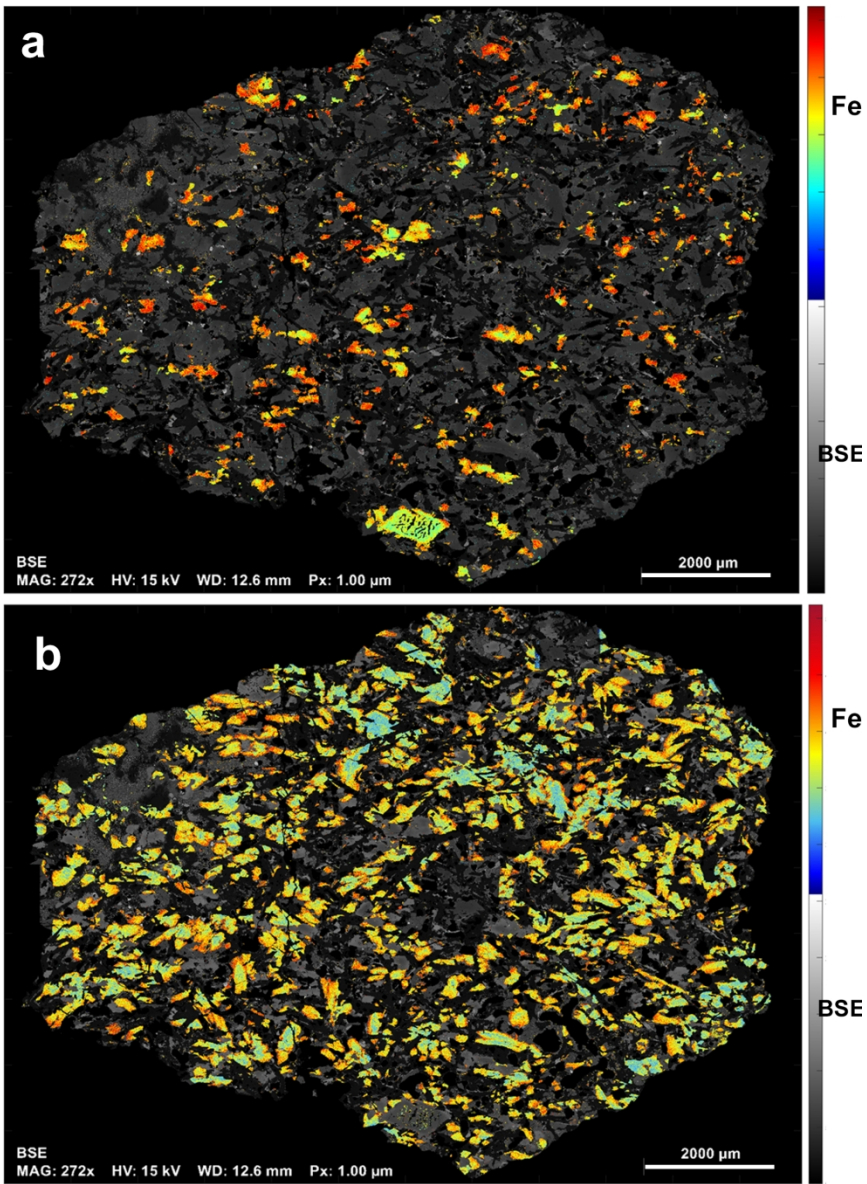 a
Fe
BSE
BSE
MAG: 272x HV: 15 kV WD: 12.6 mm Px: 1.00 µm
2000 µm
b
Fe
BSE
BSE
MAG: 272x HV: 15 kV WD: 12.6 mm Px: 1.00 µm
2000 µm